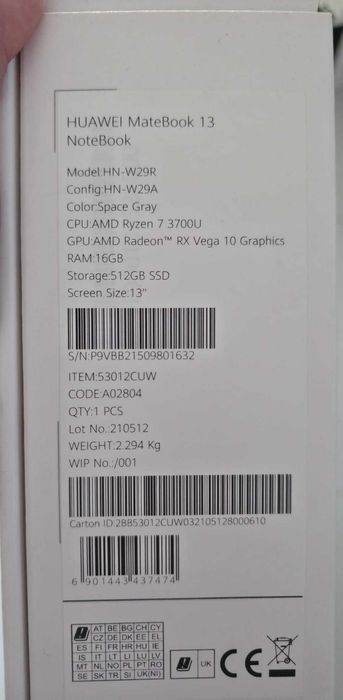 HUAWEI MateBook 13
NoteBook
Model:HN-W29R
Config:HN-W29A
Color:Space Gray
CPU:AMD Ryzen 7 3700U
GPU:AMD Radeon™ RX Vega 10 Graphics
RAM:16GB
Storage:512GB SSD
Screen Size:13"
S/N:P9VBB21509801632
ITEM:53012CUW
CODE:A02804
QTY:1 PCS
Lot No.:210512
WEIGHT:2.294 Kg
WIP No.:/001
Carton ID:2BB53012CUW032105128000610
6 901443 437474
AT BE BG CH CY
CZ DE DK EE EL
ES FI FR HR HU IE
IS IT LT LI LU LV
MT NL NO PL PT RO
SE SK TR SI UK(NI)
UK
CE